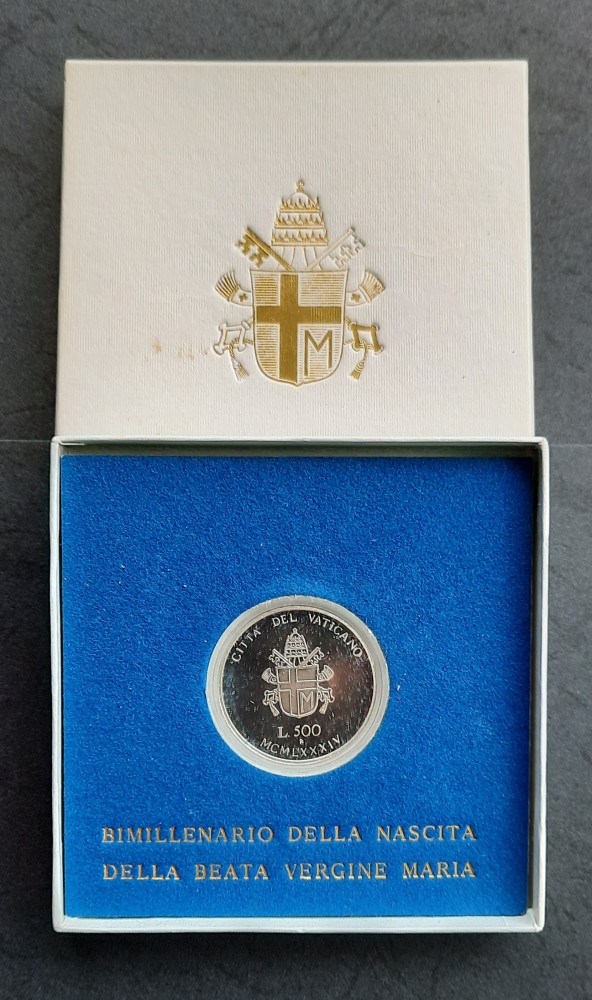 M
CITTA' DEL VATICANO
M
L. 500
R
MCMLXXXIV
BIMILLENARIO DELLA NASCITA
DELLA BEATA VERGINE MARIA